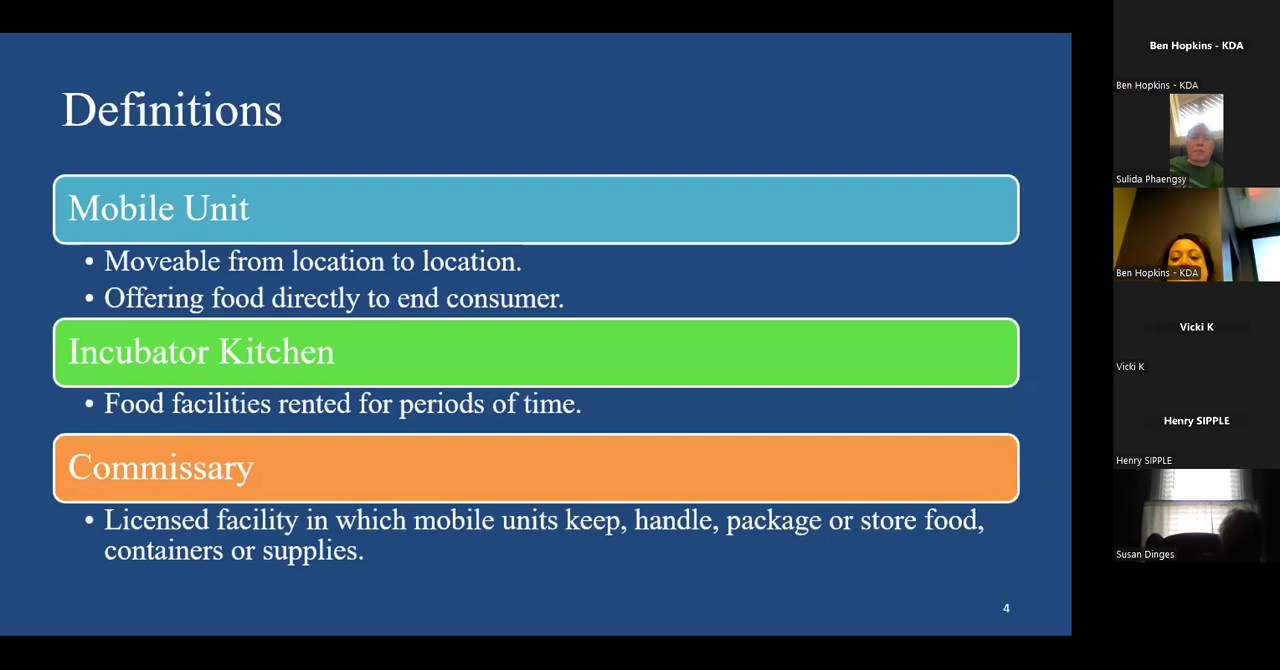 Definitions
Mobile Unit
• Moveable from location to location.
• Offering food directly to end consumer.
Incubator Kitchen
• Food facilities rented for periods of time.
Commissary
• Licensed facility in which mobile units keep, handle, package or store food,
containers or supplies.
4
Ben Hopkins - KDA
Ben Hopkins - KDA
Sulida Phaengsy
Ben Hopkins - KDA
Vicki K
Vicki K
Henry SIPPLE
Henry SIPPLE
Susan Dinges